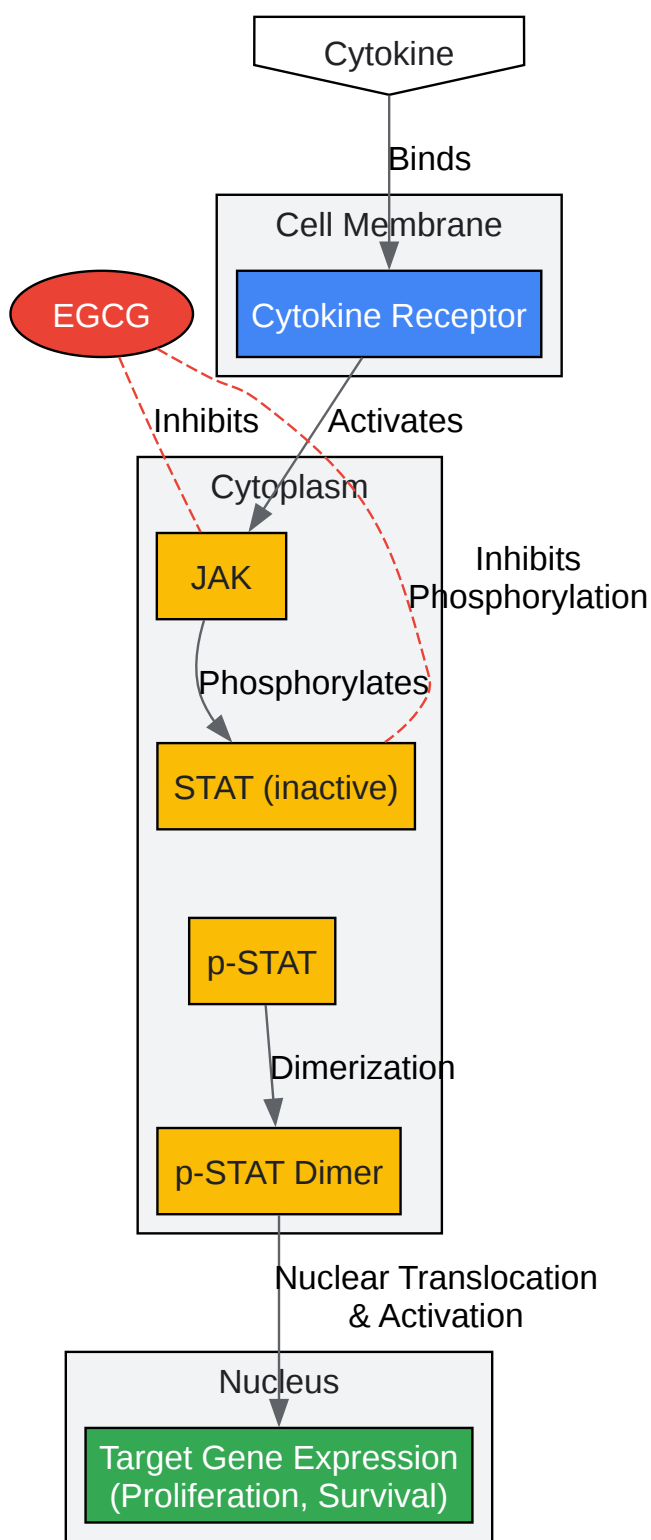 Cytokine
Binds
Cell Membrane
Cytokine Receptor
EGCG
Inhibits
Activates
Cytoplasm
JAK
Inhibits
Phosphorylation
Phosphorylates
STAT (inactive)
p-STAT
Dimerization
p-STAT Dimer
Nuclear Translocation
& Activation
Nucleus
Target Gene Expression
(Proliferation, Survival)